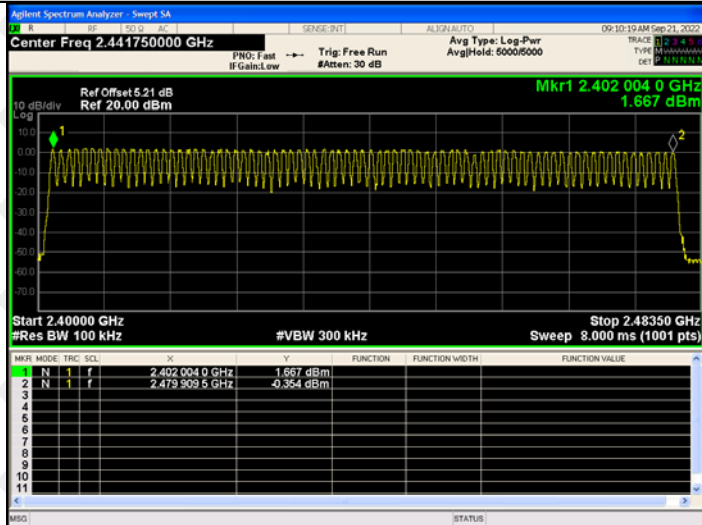 Agilent Spectrum Analyzer - Swept SA
R RF 50 Ω AC SENSE:INT ALIGN AUTO 09:10:19 AM Sep 21, 2022
Center Freq 2.441750000 GHz
PNO: Fast
IFGain:Low
Trig: Free Run
#Atten: 30 dB
Avg Type: Log-Pwr
Avg|Hold: 5000/5000
TRACE 1 2 3 4 5 6
TYPE M
DET P N N N N N
Ref Offset 5.21 dB
Ref 20.00 dBm
Mkr1 2.402 004 0 GHz
1.667 dBm
10 dB/div
Log
10.0
0.00
-10.0
-20.0
-30.0
-40.0
-50.0
-60.0
-70.0
1
2
Start 2.40000 GHz
Stop 2.48350 GHz
#Res BW 100 kHz
#VBW 300 kHz
Sweep 8.000 ms (1001 pts)
MKR MODE TRC SCL X Y FUNCTION FUNCTION WIDTH FUNCTION VALUE
1 N 1 f 2.402 004 0 GHz 1.667 dBm
2 N 1 f 2.479 909 5 GHz -0.354 dBm
3
4
5
6
7
8
9
10
11
MSG STATUS